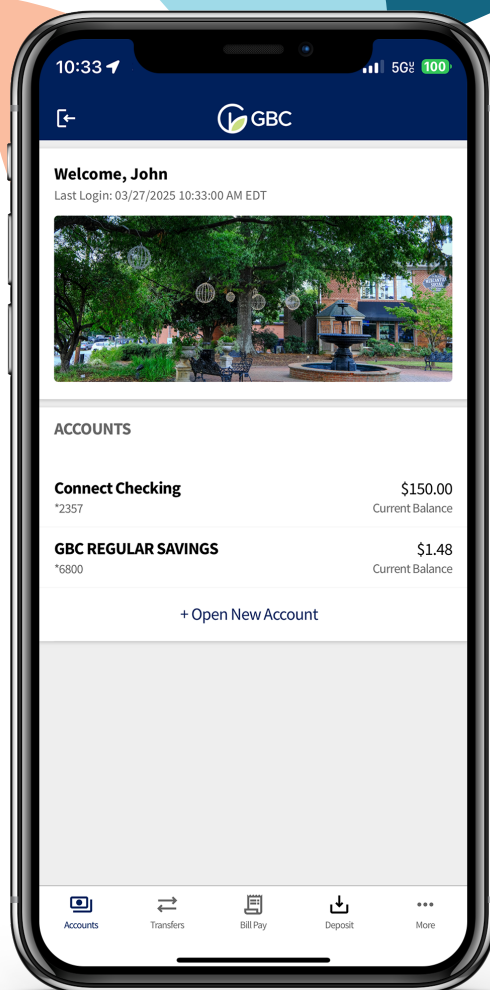 10:33
5G 100
GBC
Welcome, John
Last Login: 03/27/2025 10:33:00 AM EDT
ACCOUNTS
Connect Checking $150.00
*2357 Current Balance
GBC REGULAR SAVINGS $1.48
*6800 Current Balance
+ Open New Account
Accounts Transfers Bill Pay Deposit More